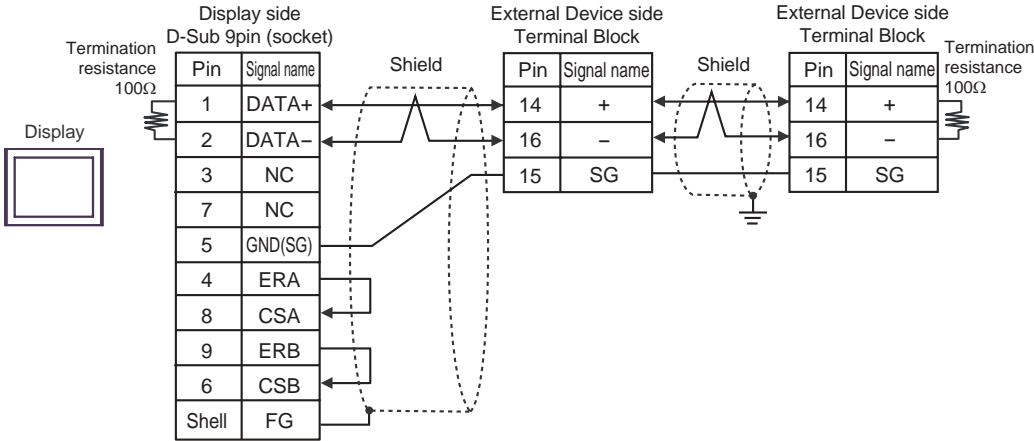 Display side
D-Sub 9pin (socket)
External Device side
Terminal Block
External Device side
Terminal Block
Termination
resistance
100Ω
Display
Shield
Shield
Termination
resistance
100Ω
Pin Signal name
1 DATA+
2 DATA−
3 NC
7 NC
5 GND(SG)
4 ERA
8 CSA
9 ERB
6 CSB
Shell FG
Pin Signal name
14 +
16 −
15 SG
Pin Signal name
14 +
16 −
15 SG